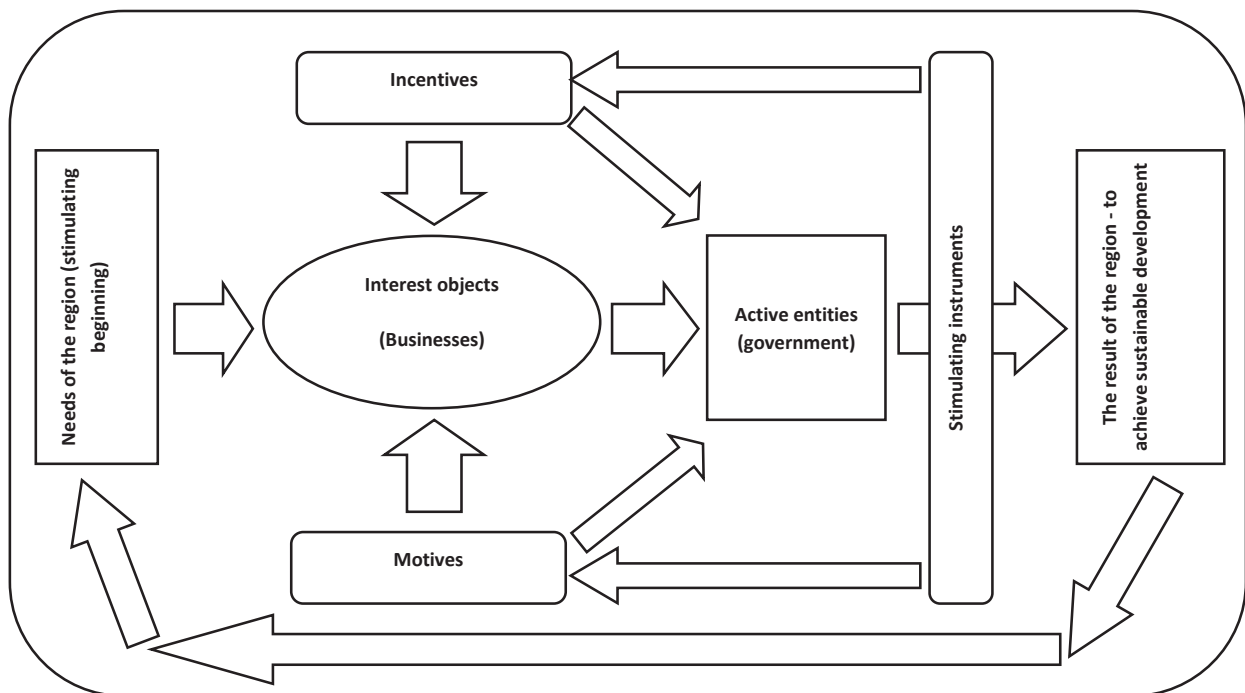 Incentives
Needs of the region (stimulating
beginning)
Interest objects
(Businesses)
Active entities
(government)
Stimulating instruments
The result of the region - to
achieve sustainable development
Motives